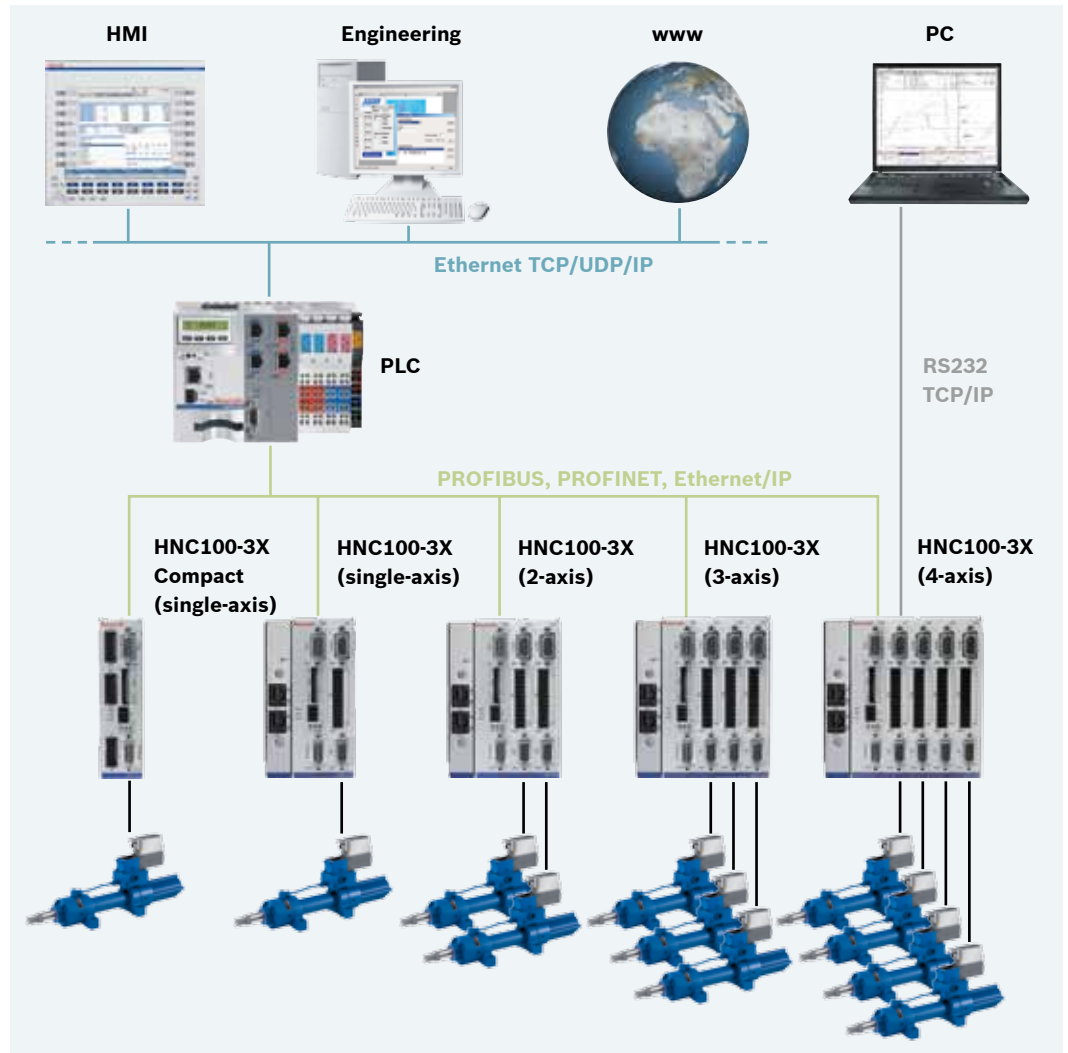 HMI
Engineering
www
PC
Ethernet TCP/UDP/IP
PLC
RS232
TCP/IP
PROFIBUS, PROFINET, Ethernet/IP
HNC100-3X
Compact
(single-axis)
HNC100-3X
(single-axis)
HNC100-3X
(2-axis)
HNC100-3X
(3-axis)
HNC100-3X
(4-axis)